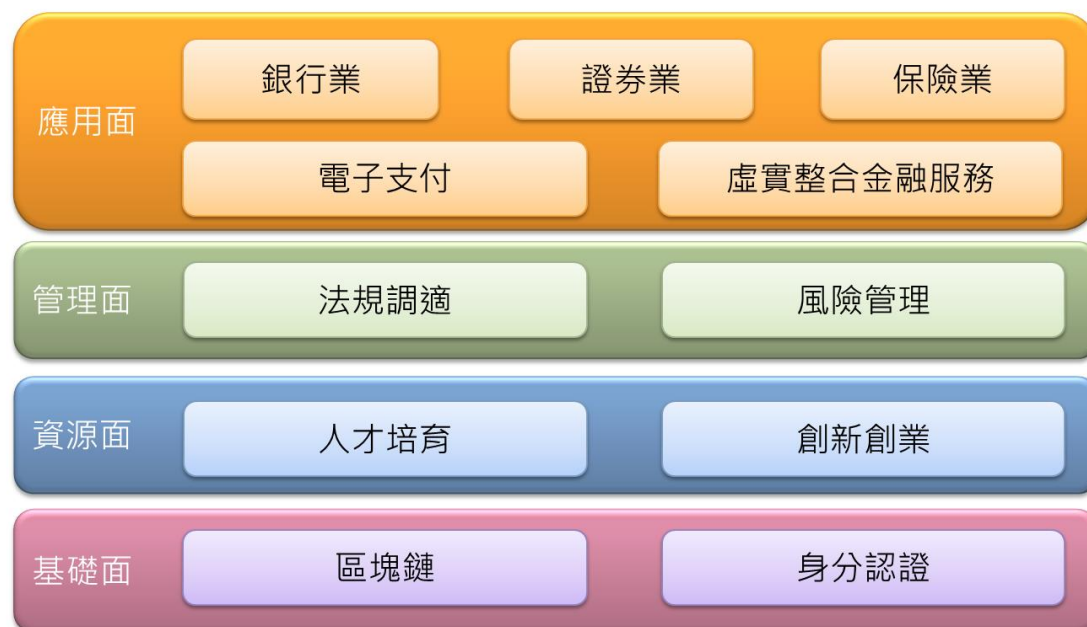 應用面
銀行業
證券業
保險業
電子支付
虛實整合金融服務
管理面
法規調適
風險管理
資源面
人才培育
創新創業
基礎面
區塊鏈
身分認證